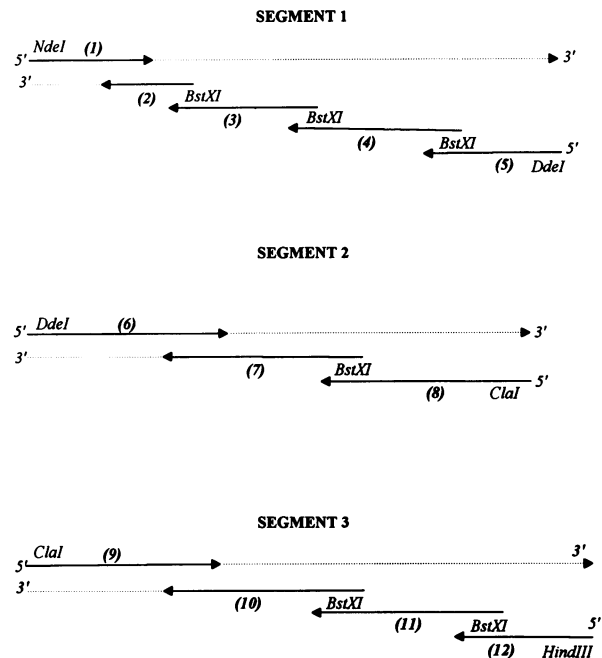 SEGMENT 1
5' NdeI (1) 3'
3' (2) BstXI
(3) BstXI
(4) BstXI 5'
(5) DdeI
SEGMENT 2
5' DdeI (6) 3'
3' (7) BstXI
(8) ClaI 5'
SEGMENT 3
5' ClaI (9) 3'
3' (10) BstXI
(11) BstXI 5'
(12) HindIII